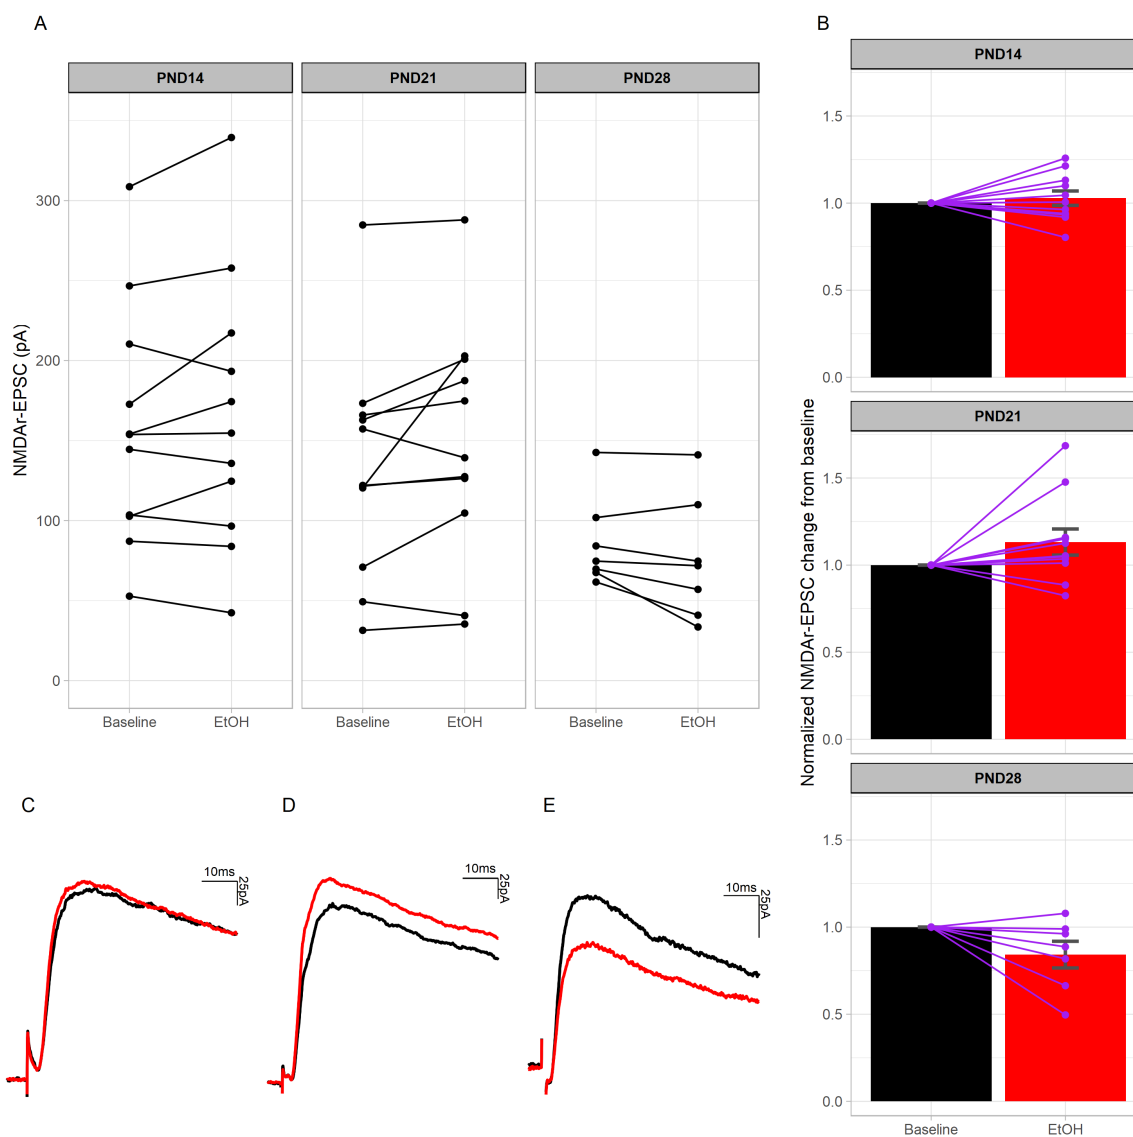 A
PND14 PND21 PND28
NMDAr-EPSC (pA)
300
200
100
0
Baseline EtOH Baseline EtOH Baseline EtOH
B
Normalized NMDAr-EPSC change from baseline
PND14
1.5
1.0
0.5
0.0
PND21
1.5
1.0
0.5
0.0
PND28
1.5
1.0
0.5
0.0
Baseline EtOH
C
10ms
25pA
D
10ms
25pA
E
10ms
25pA